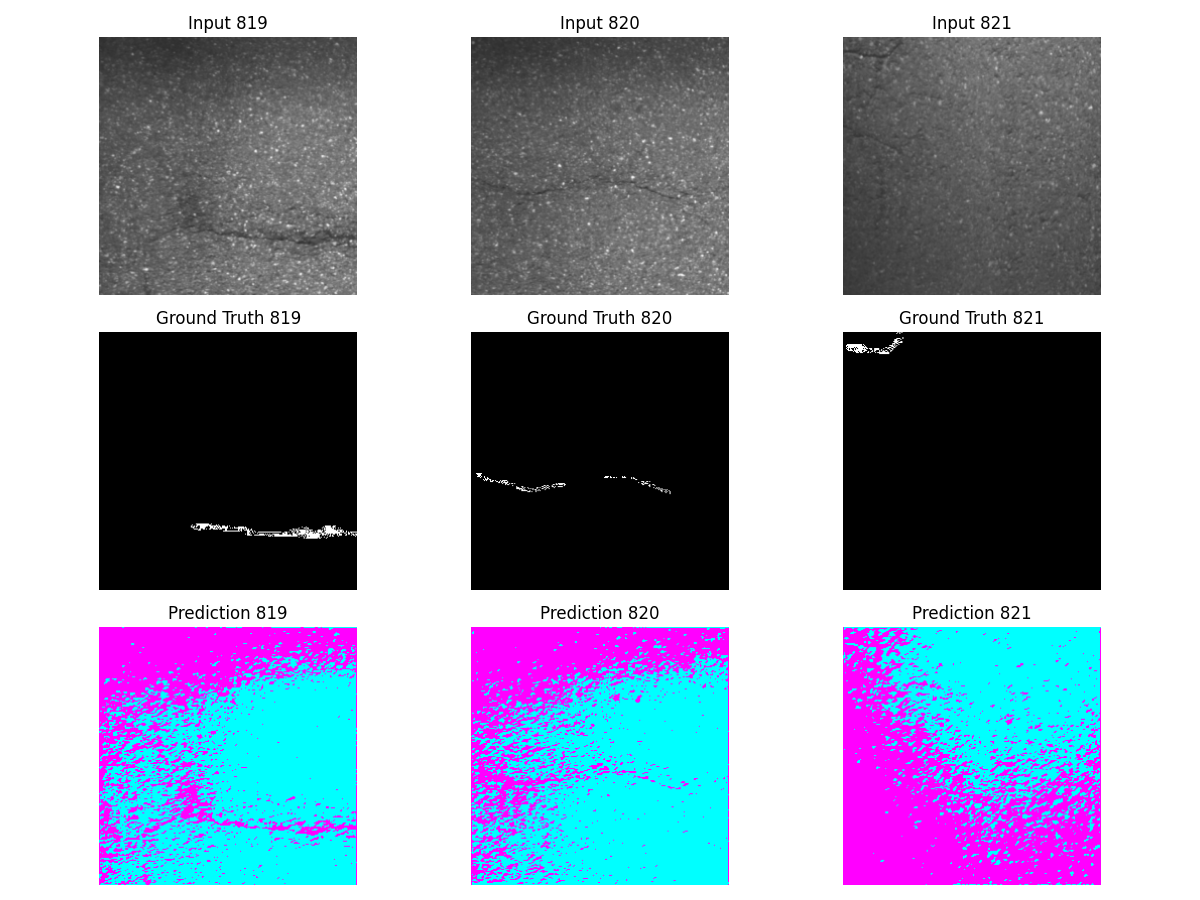 Input 819
Input 820
Input 821
Ground Truth 819
Ground Truth 820
Ground Truth 821
Prediction 819
Prediction 820
Prediction 821